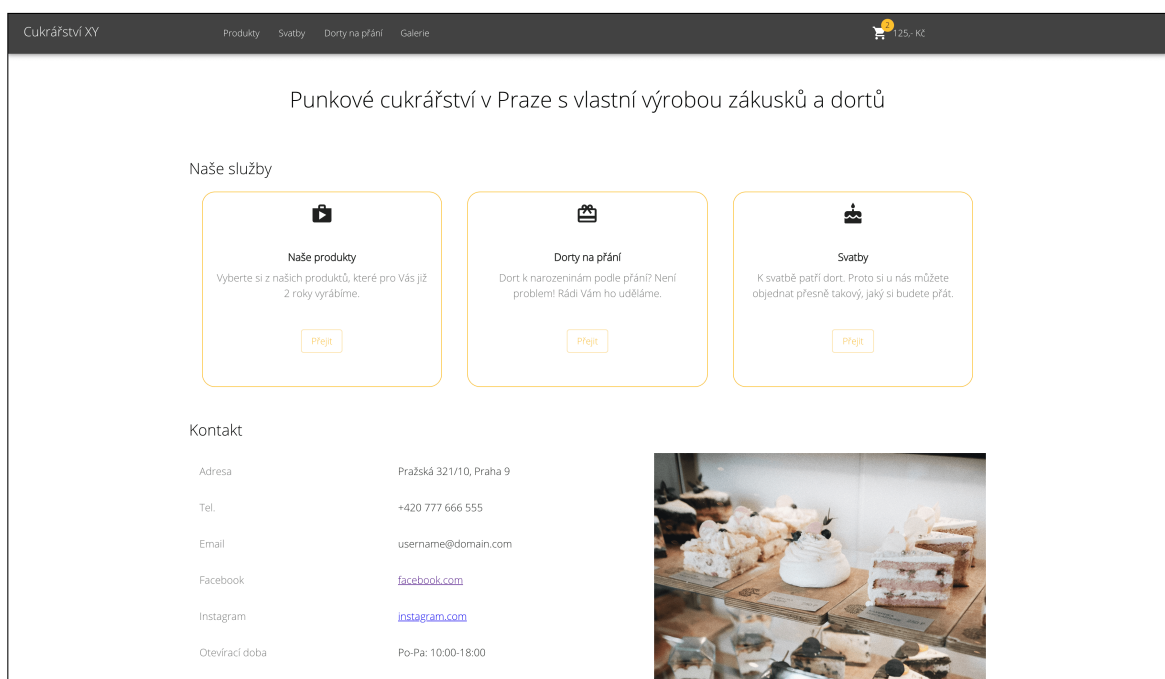 Cukrářství XY
Produkty Svatby Dorty na přání Galerie
2
125,- Kč
Punkové cukrářství v Praze s vlastní výrobou zákusků a dortů
Naše služby
Naše produkty
Vyberte si z našich produktů, které pro Vás již
2 roky vyrábíme.
Přejít
Dorty na přání
Dort k narozeninám podle přání? Není
problem! Rádi Vám ho uděláme.
Přejít
Svatby
K svatbě patří dort. Proto si u nás můžete
objednat přesně takový, jaký si budete přát.
Přejít
Kontakt
Adresa Pražská 321/10, Praha 9
Tel. +420 777 666 555
Email username@domain.com
Facebook facebook.com
Instagram instagram.com
Otevírací doba Po-Pa: 10:00-18:00